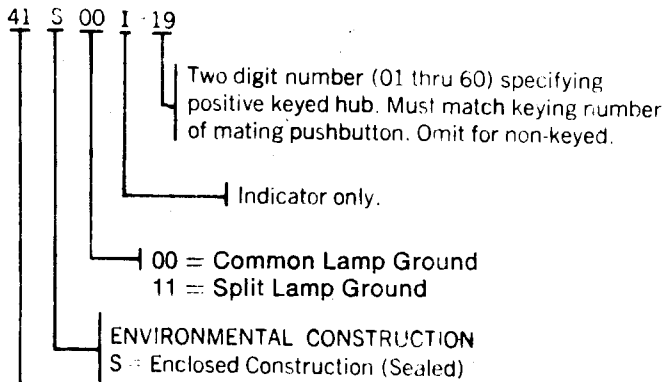 41 S 00 I - 19
Two digit number (01 thru 60) specifying
positive keyed hub. Must match keying number
of mating pushbutton. Omit for non-keyed.
Indicator only.
00 = Common Lamp Ground
11 = Split Lamp Ground
ENVIRONMENTAL CONSTRUCTION
S = Enclosed Construction (Sealed)